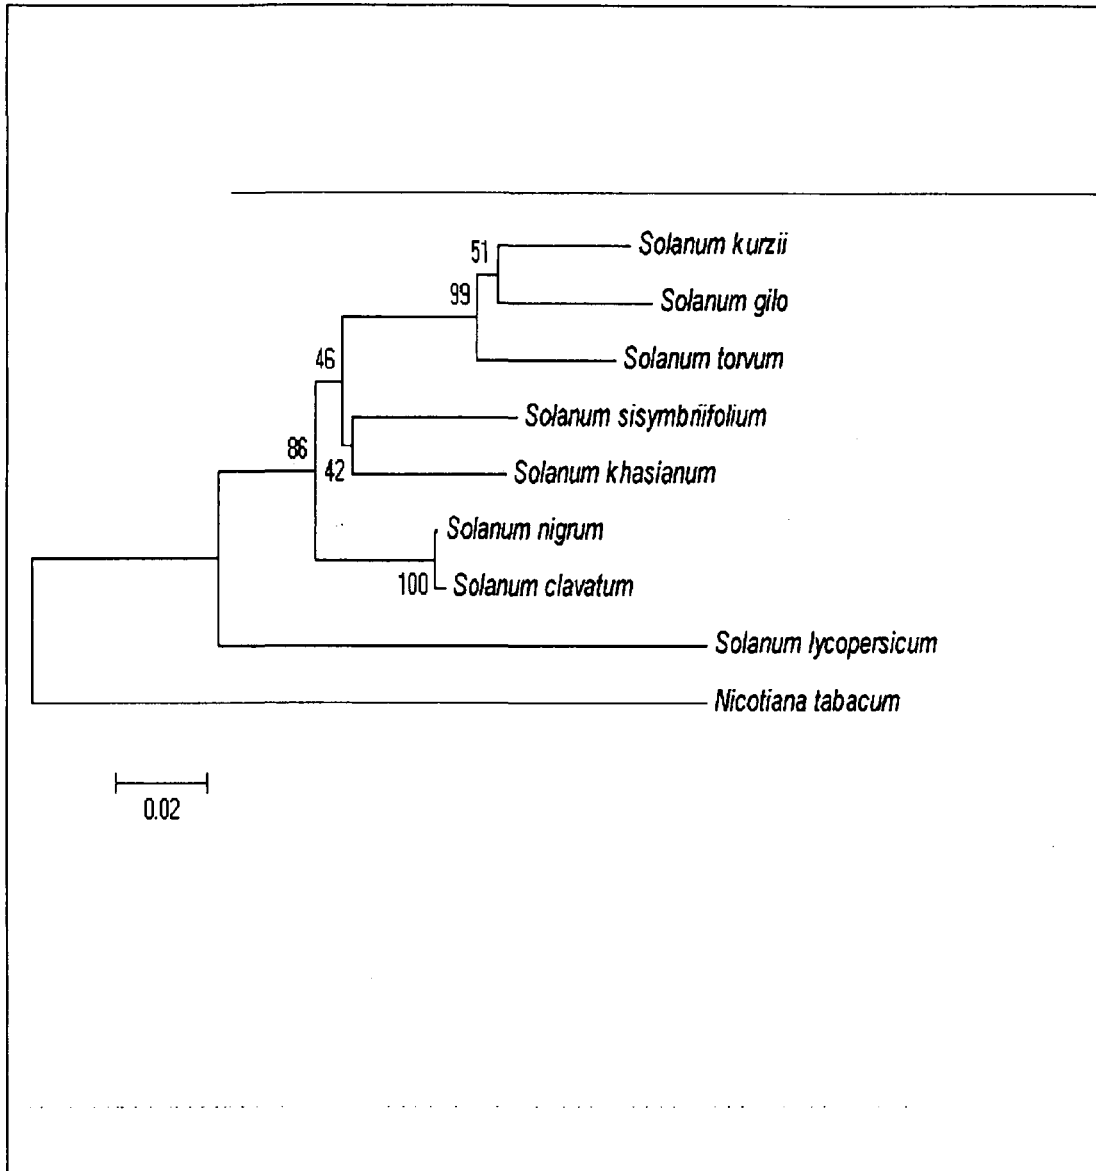 51
Solanum kurzii
99
Solanum gilo
46
Solanum torvum
86
Solanum sisymbriifolium
42
Solanum khasianum
Solanum nigrum
100
Solanum clavatum
Solanum lycopersicum
Nicotiana tabacum
0.02